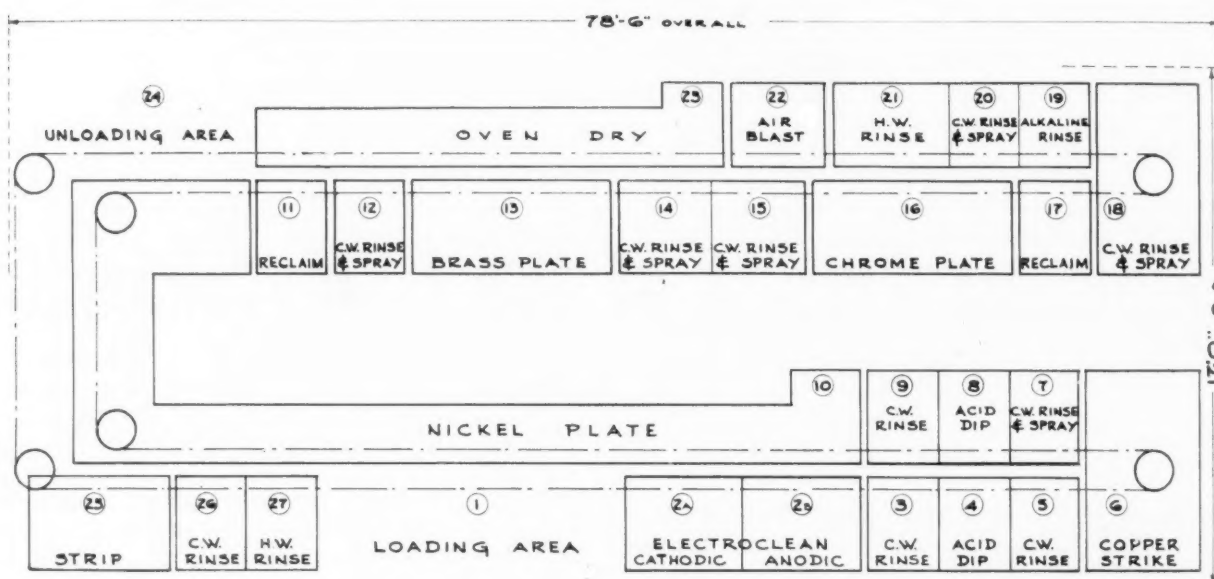 78'-6" OVERALL
24
UNLOADING AREA
23
OVEN DRY
22
AIR
BLAST
21
H.W.
RINSE
20
C.W. RINSE
& SPRAY
19
ALKALINE
RINSE
11
RECLAIM
12
C.W. RINSE
& SPRAY
13
BRASS PLATE
14
C.W. RINSE
& SPRAY
15
C.W. RINSE
& SPRAY
16
CHROME PLATE
17
RECLAIM
18
C.W. RINSE
& SPRAY
12'-0"
10
NICKEL PLATE
9
C.W.
RINSE
8
ACID
DIP
7
C.W. RINSE
& SPRAY
25
STRIP
26
C.W.
RINSE
27
H.W.
RINSE
1
LOADING AREA
2A
2B
ELECTROCLEAN
CATHODIC ANODIC
3
C.W.
RINSE
4
ACID
DIP
5
C.W.
RINSE
6
COPPER
STRIKE